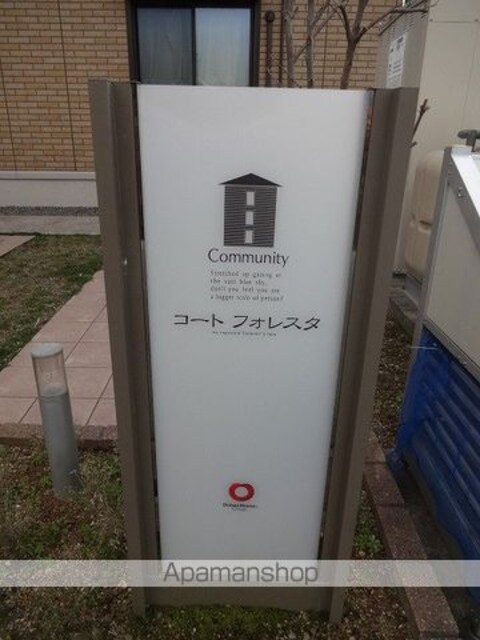 Community
Stretched up gazing at
the vast blue sky,
don't you feel you are
a bigger scale of person?
コート フォレスタ
Apamanshop